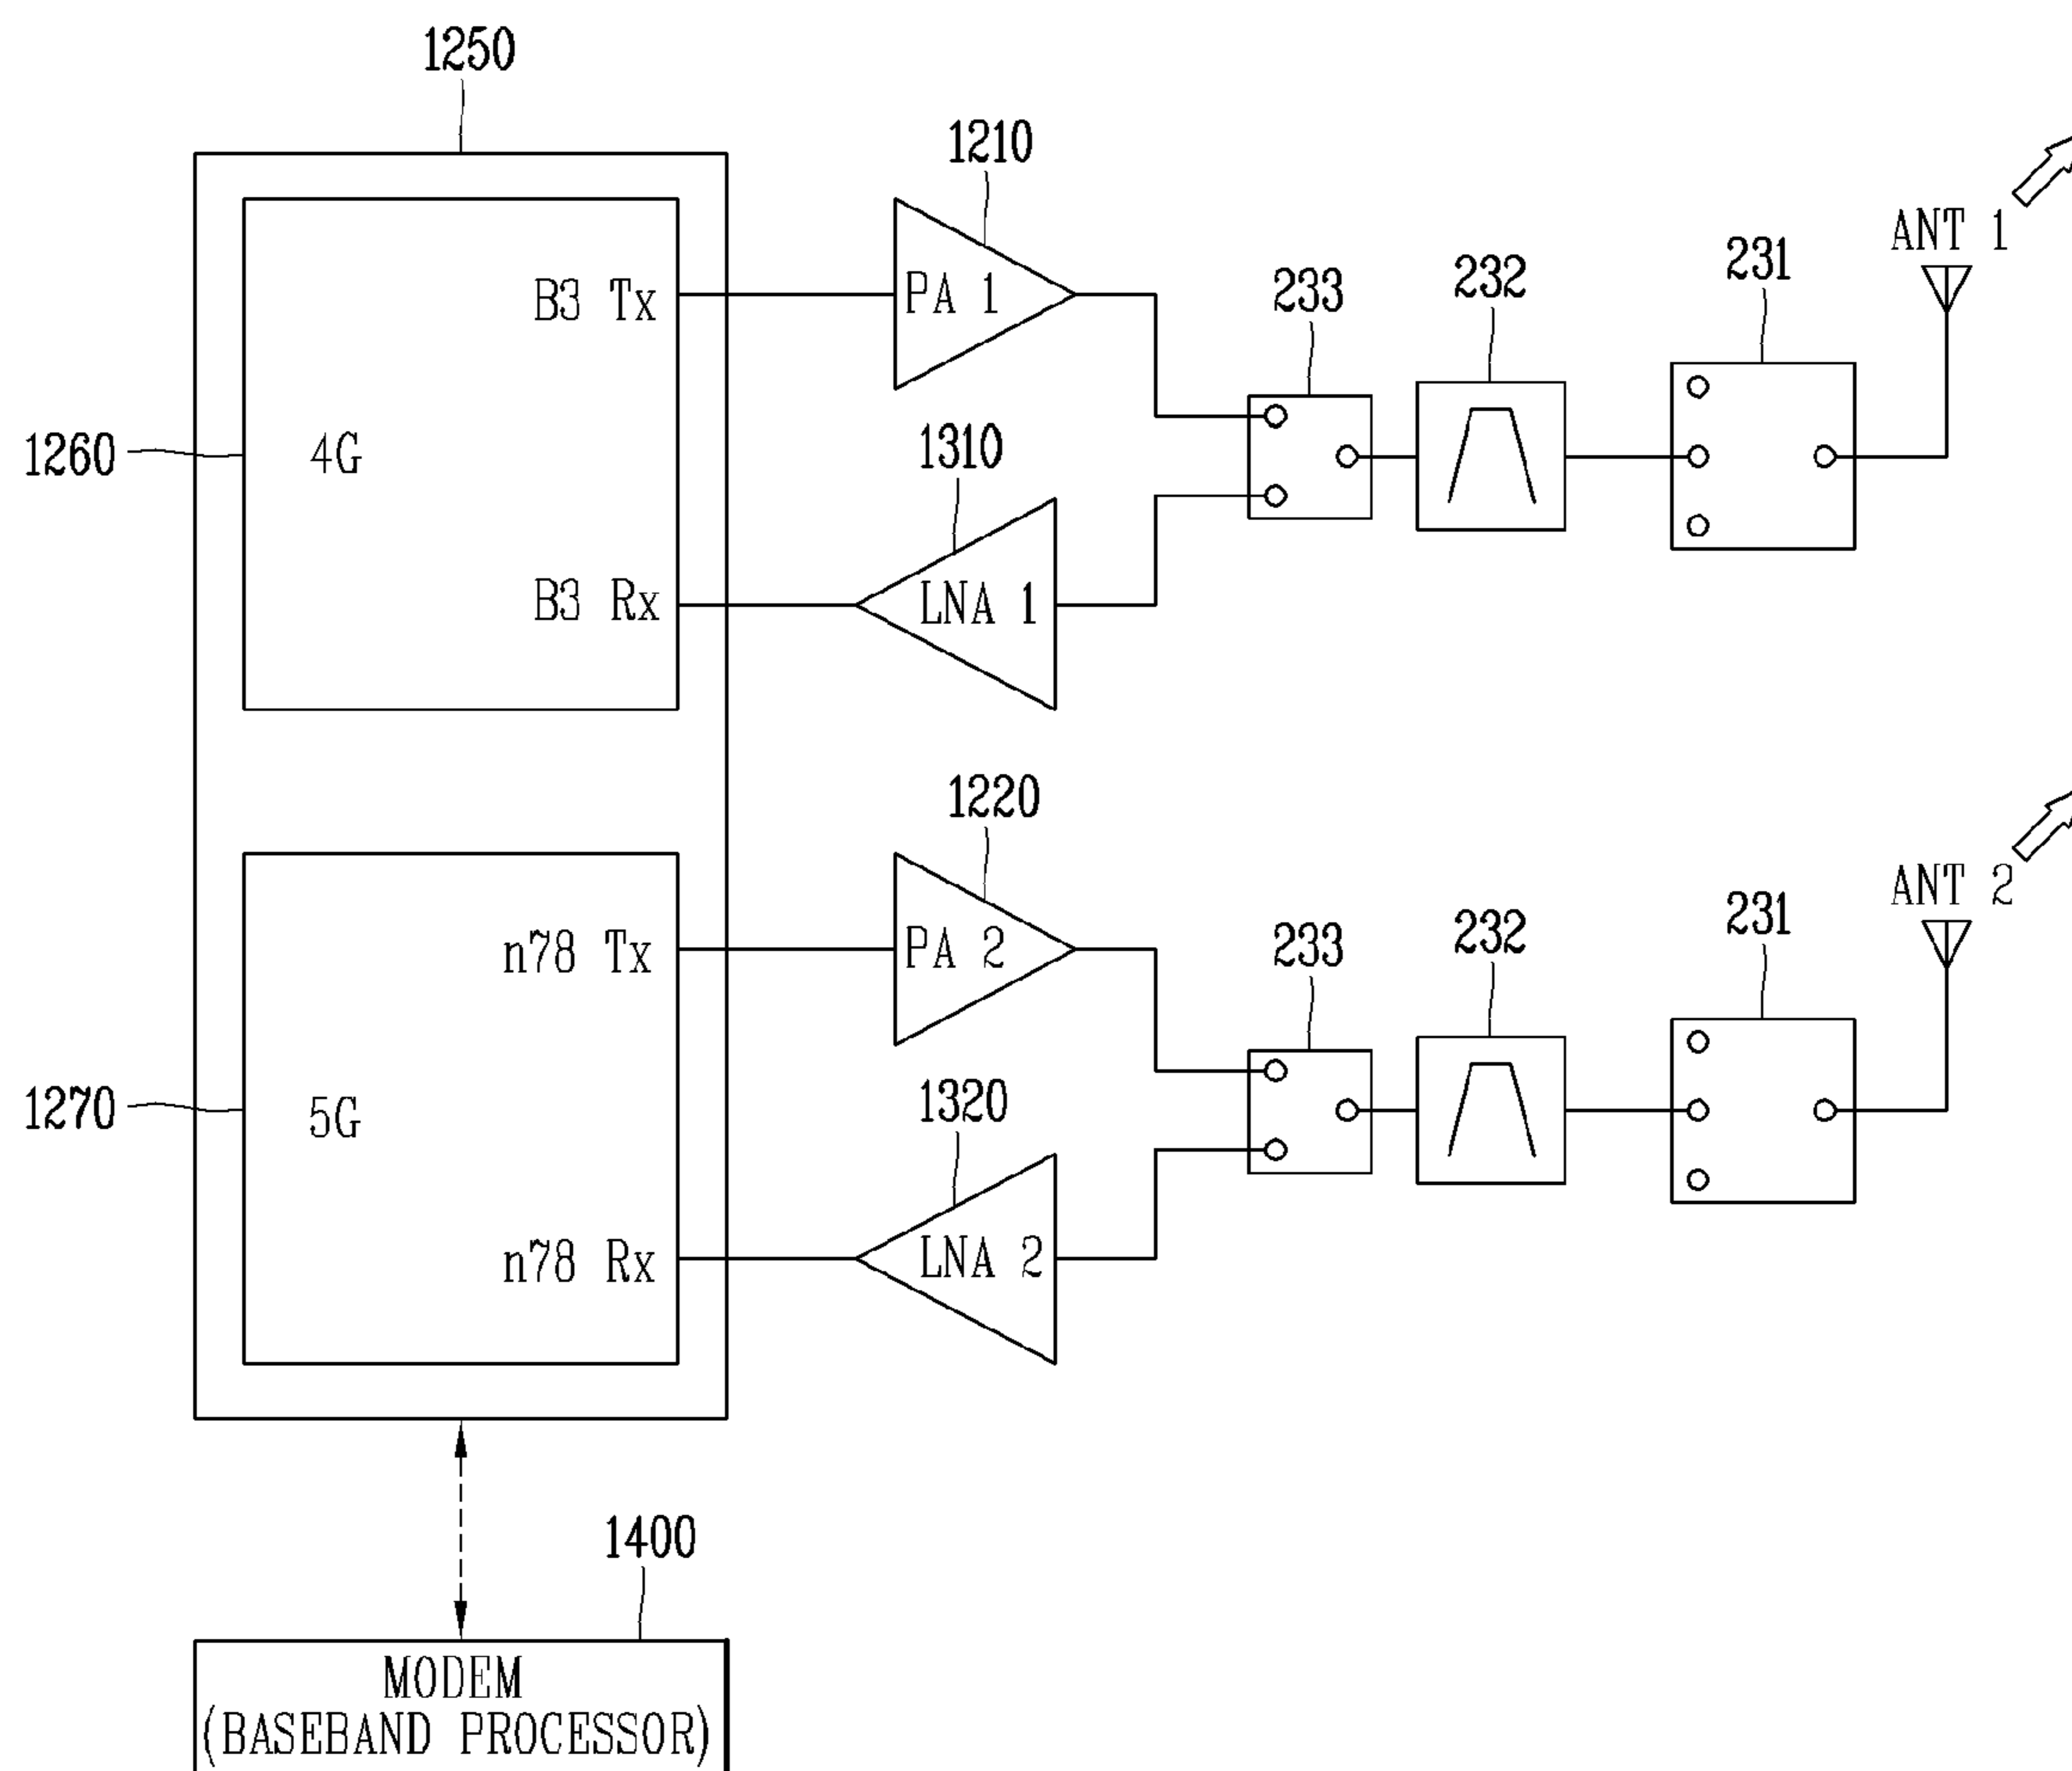 1250
1210
ANT 1
231
232
233
B3 Tx
PA 1
1310
1260
4G
B3 Rx
LNA 1
1220
ANT 2
231
232
233
n78 Tx
PA 2
1320
1270
5G
n78 Rx
LNA 2
1400
MODEM
(BASEBAND PROCESSOR)